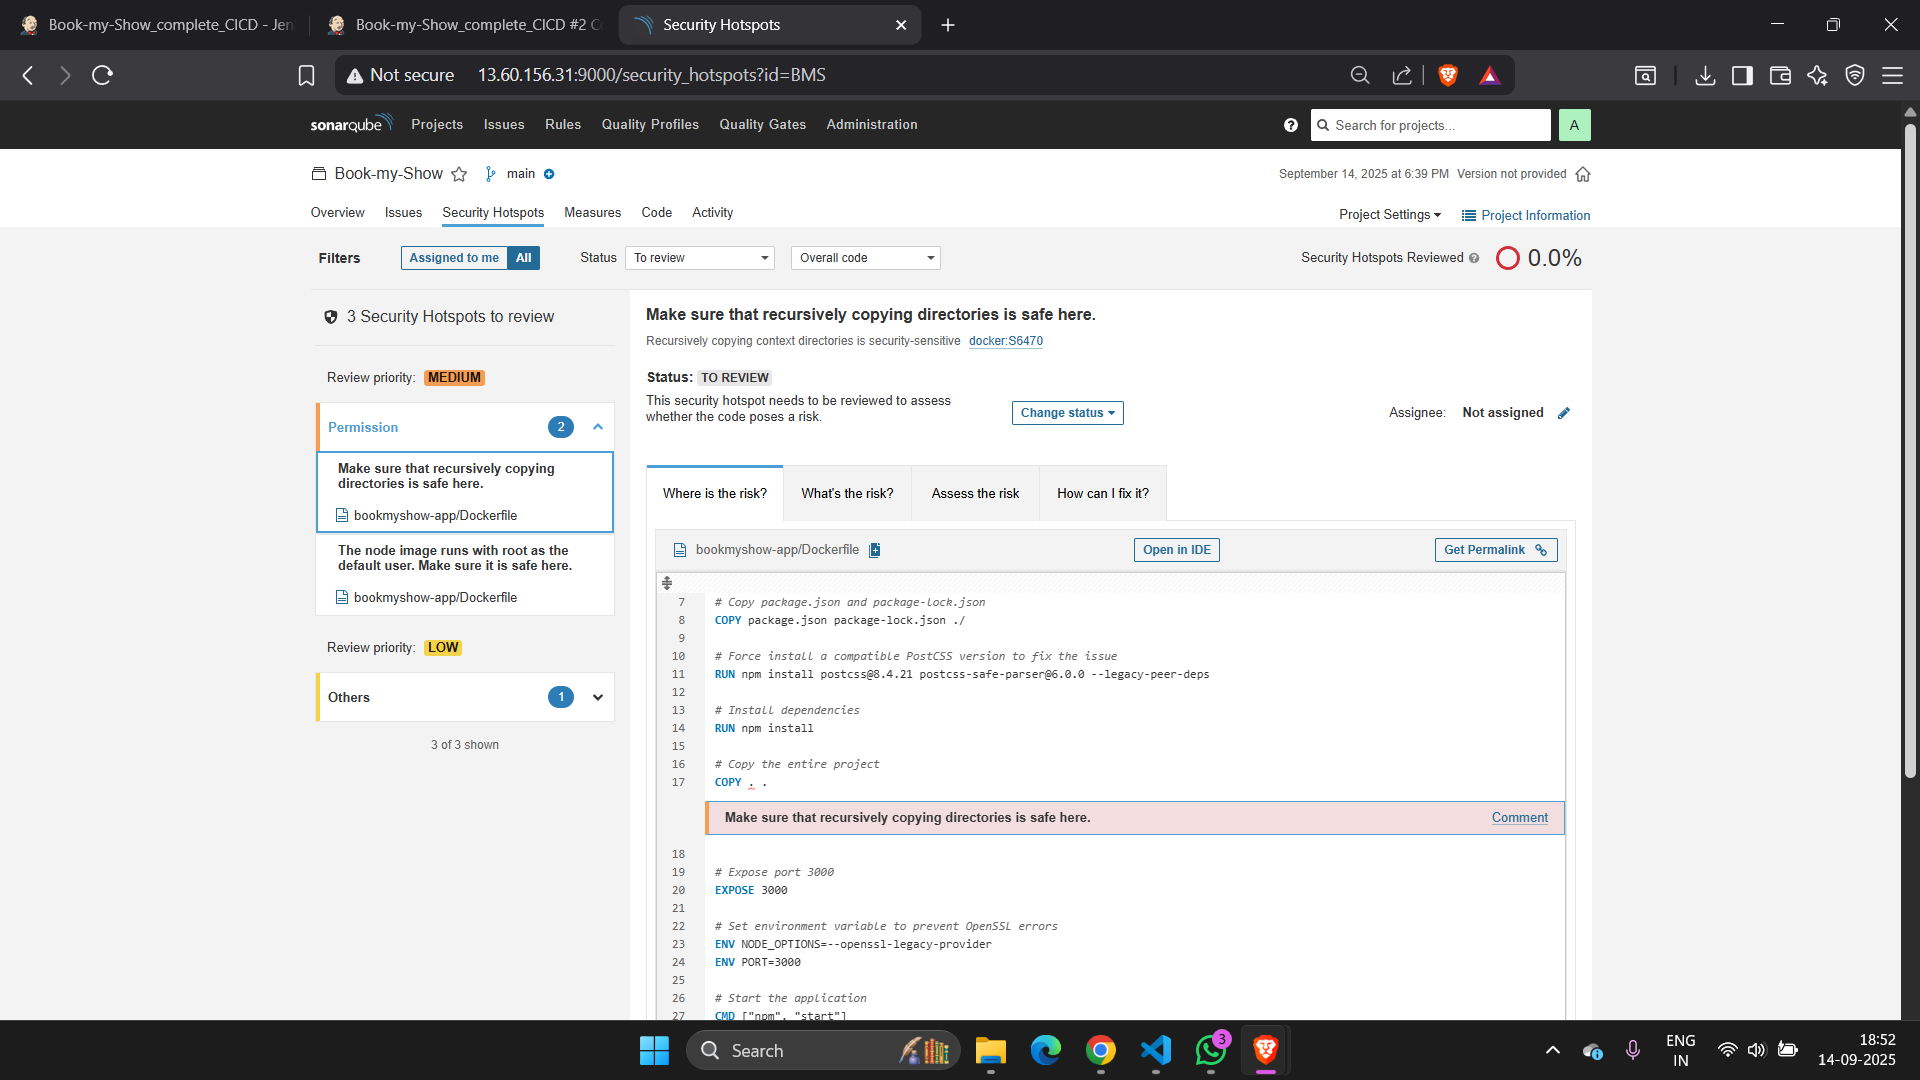 Book-my-Show_complete_CICD - Jen
Book-my-Show_complete_CICD #2 C
Security Hotspots
Not secure 13.60.156.31:9000/security_hotspots?id=BMS
sonarqube Projects Issues Rules Quality Profiles Quality Gates Administration
Search for projects...
A
Book-my-Show main
September 14, 2025 at 6:39 PM Version not provided
Overview Issues Security Hotspots Measures Code Activity
Project Settings Project Information
Filters Assigned to me All Status To review Overall code
Security Hotspots Reviewed 0.0%
3 Security Hotspots to review
Review priority: MEDIUM
Permission 2
Make sure that recursively copying
directories is safe here.
bookmyshow-app/Dockerfile
The node image runs with root as the
default user. Make sure it is safe here.
bookmyshow-app/Dockerfile
Review priority: LOW
Others 1
3 of 3 shown
Make sure that recursively copying directories is safe here.
Recursively copying context directories is security-sensitive docker:S6470
Status: TO REVIEW
This security hotspot needs to be reviewed to assess
whether the code poses a risk.
Change status
Assignee: Not assigned
Where is the risk? What's the risk? Assess the risk How can I fix it?
bookmyshow-app/Dockerfile Open in IDE Get Permalink
7 # Copy package.json and package-lock.json
8 COPY package.json package-lock.json ./
9
10 # Force install a compatible PostCSS version to fix the issue
11 RUN npm install postcss@8.4.21 postcss-safe-parser@6.0.0 --legacy-peer-deps
12
13 # Install dependencies
14 RUN npm install
15
16 # Copy the entire project
17 COPY . .
Make sure that recursively copying directories is safe here. Comment
18
19 # Expose port 3000
20 EXPOSE 3000
21
22 # Set environment variable to prevent OpenSSL errors
23 ENV NODE_OPTIONS=--openssl-legacy-provider
24 ENV PORT=3000
25
26 # Start the application
27 CMD ["npm", "start"]
Search
3
ENG
IN
18:52
14-09-2025